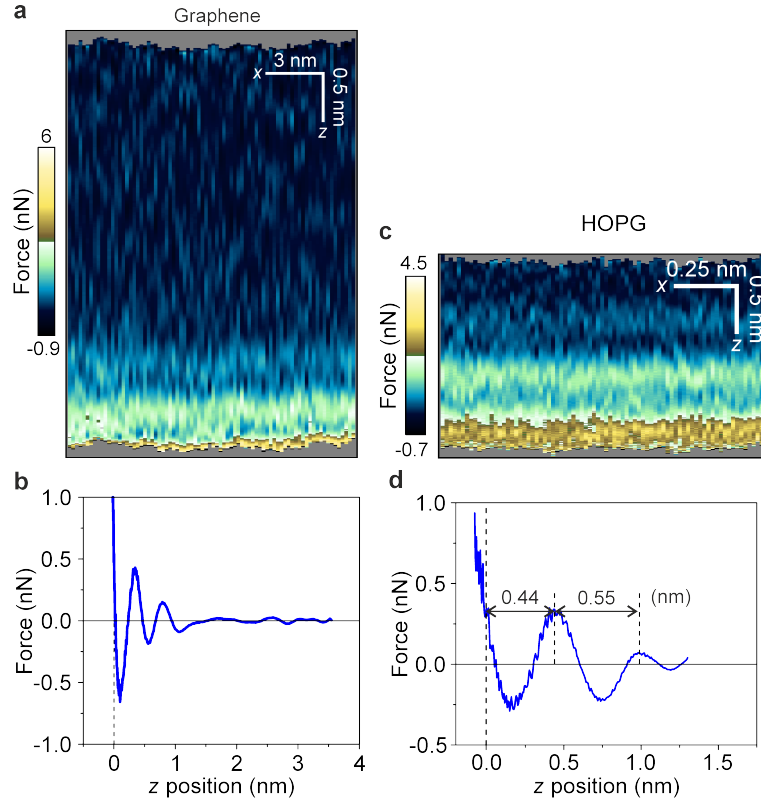 a
Graphene
3 nm
x
0.5 nm
z
6
Force (nN)
-0.9
HOPG
c
4.5
0.25 nm
x
0.5 nm
z
Force (nN)
-0.7
b
1.0
0.5
0.0
-0.5
-1.0
Force (nN)
0 1 2 3 4
z position (nm)
d
1.0
0.5
0.0
-0.5
Force (nN)
0.44 0.55 (nm)
0.0 0.5 1.0 1.5
z position (nm)